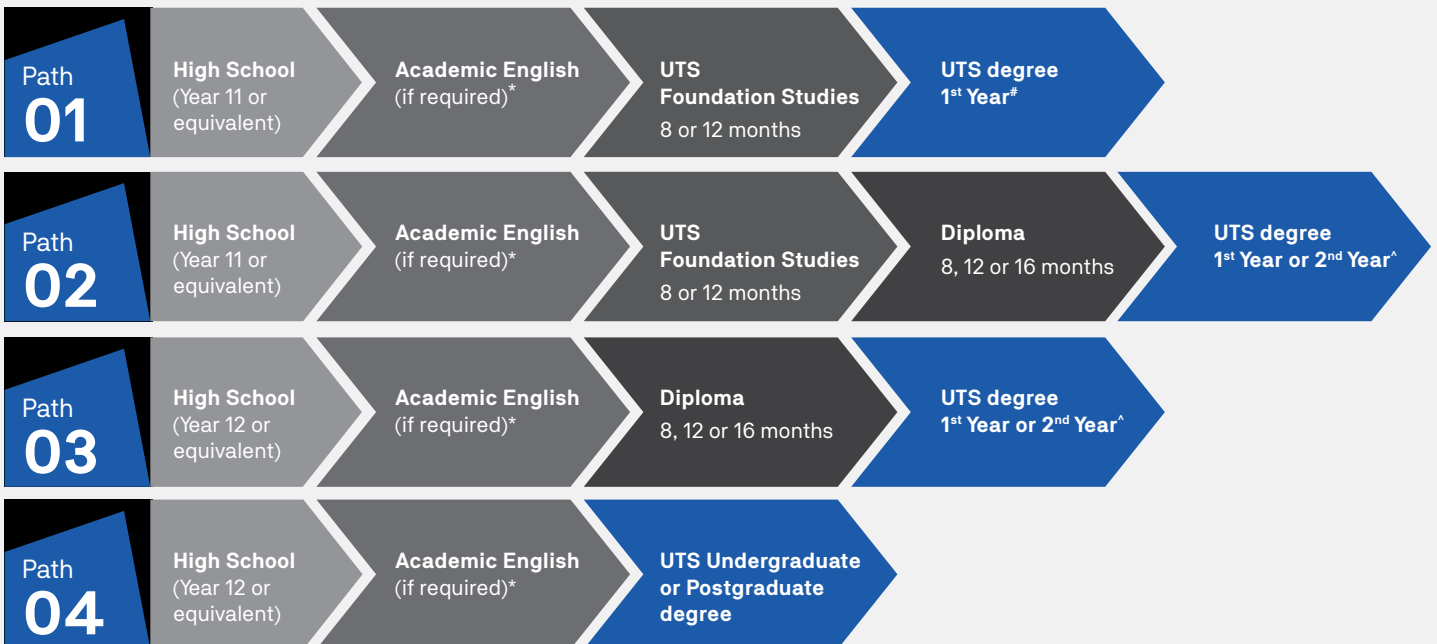 Path
01
High School
(Year 11 or
equivalent)
Academic English
(if required)*
UTS
Foundation Studies
8 or 12 months
UTS degree
1st Year#
Path
02
High School
(Year 11 or
equivalent)
Academic English
(if required)*
UTS
Foundation Studies
8 or 12 months
Diploma
8, 12 or 16 months
UTS degree
1st Year or 2nd Year^
Path
03
High School
(Year 12 or
equivalent)
Academic English
(if required)*
Diploma
8, 12 or 16 months
UTS degree
1st Year or 2nd Year^
Path
04
High School
(Year 12 or
equivalent)
Academic English
(if required)*
UTS Undergraduate
or Postgraduate
degree